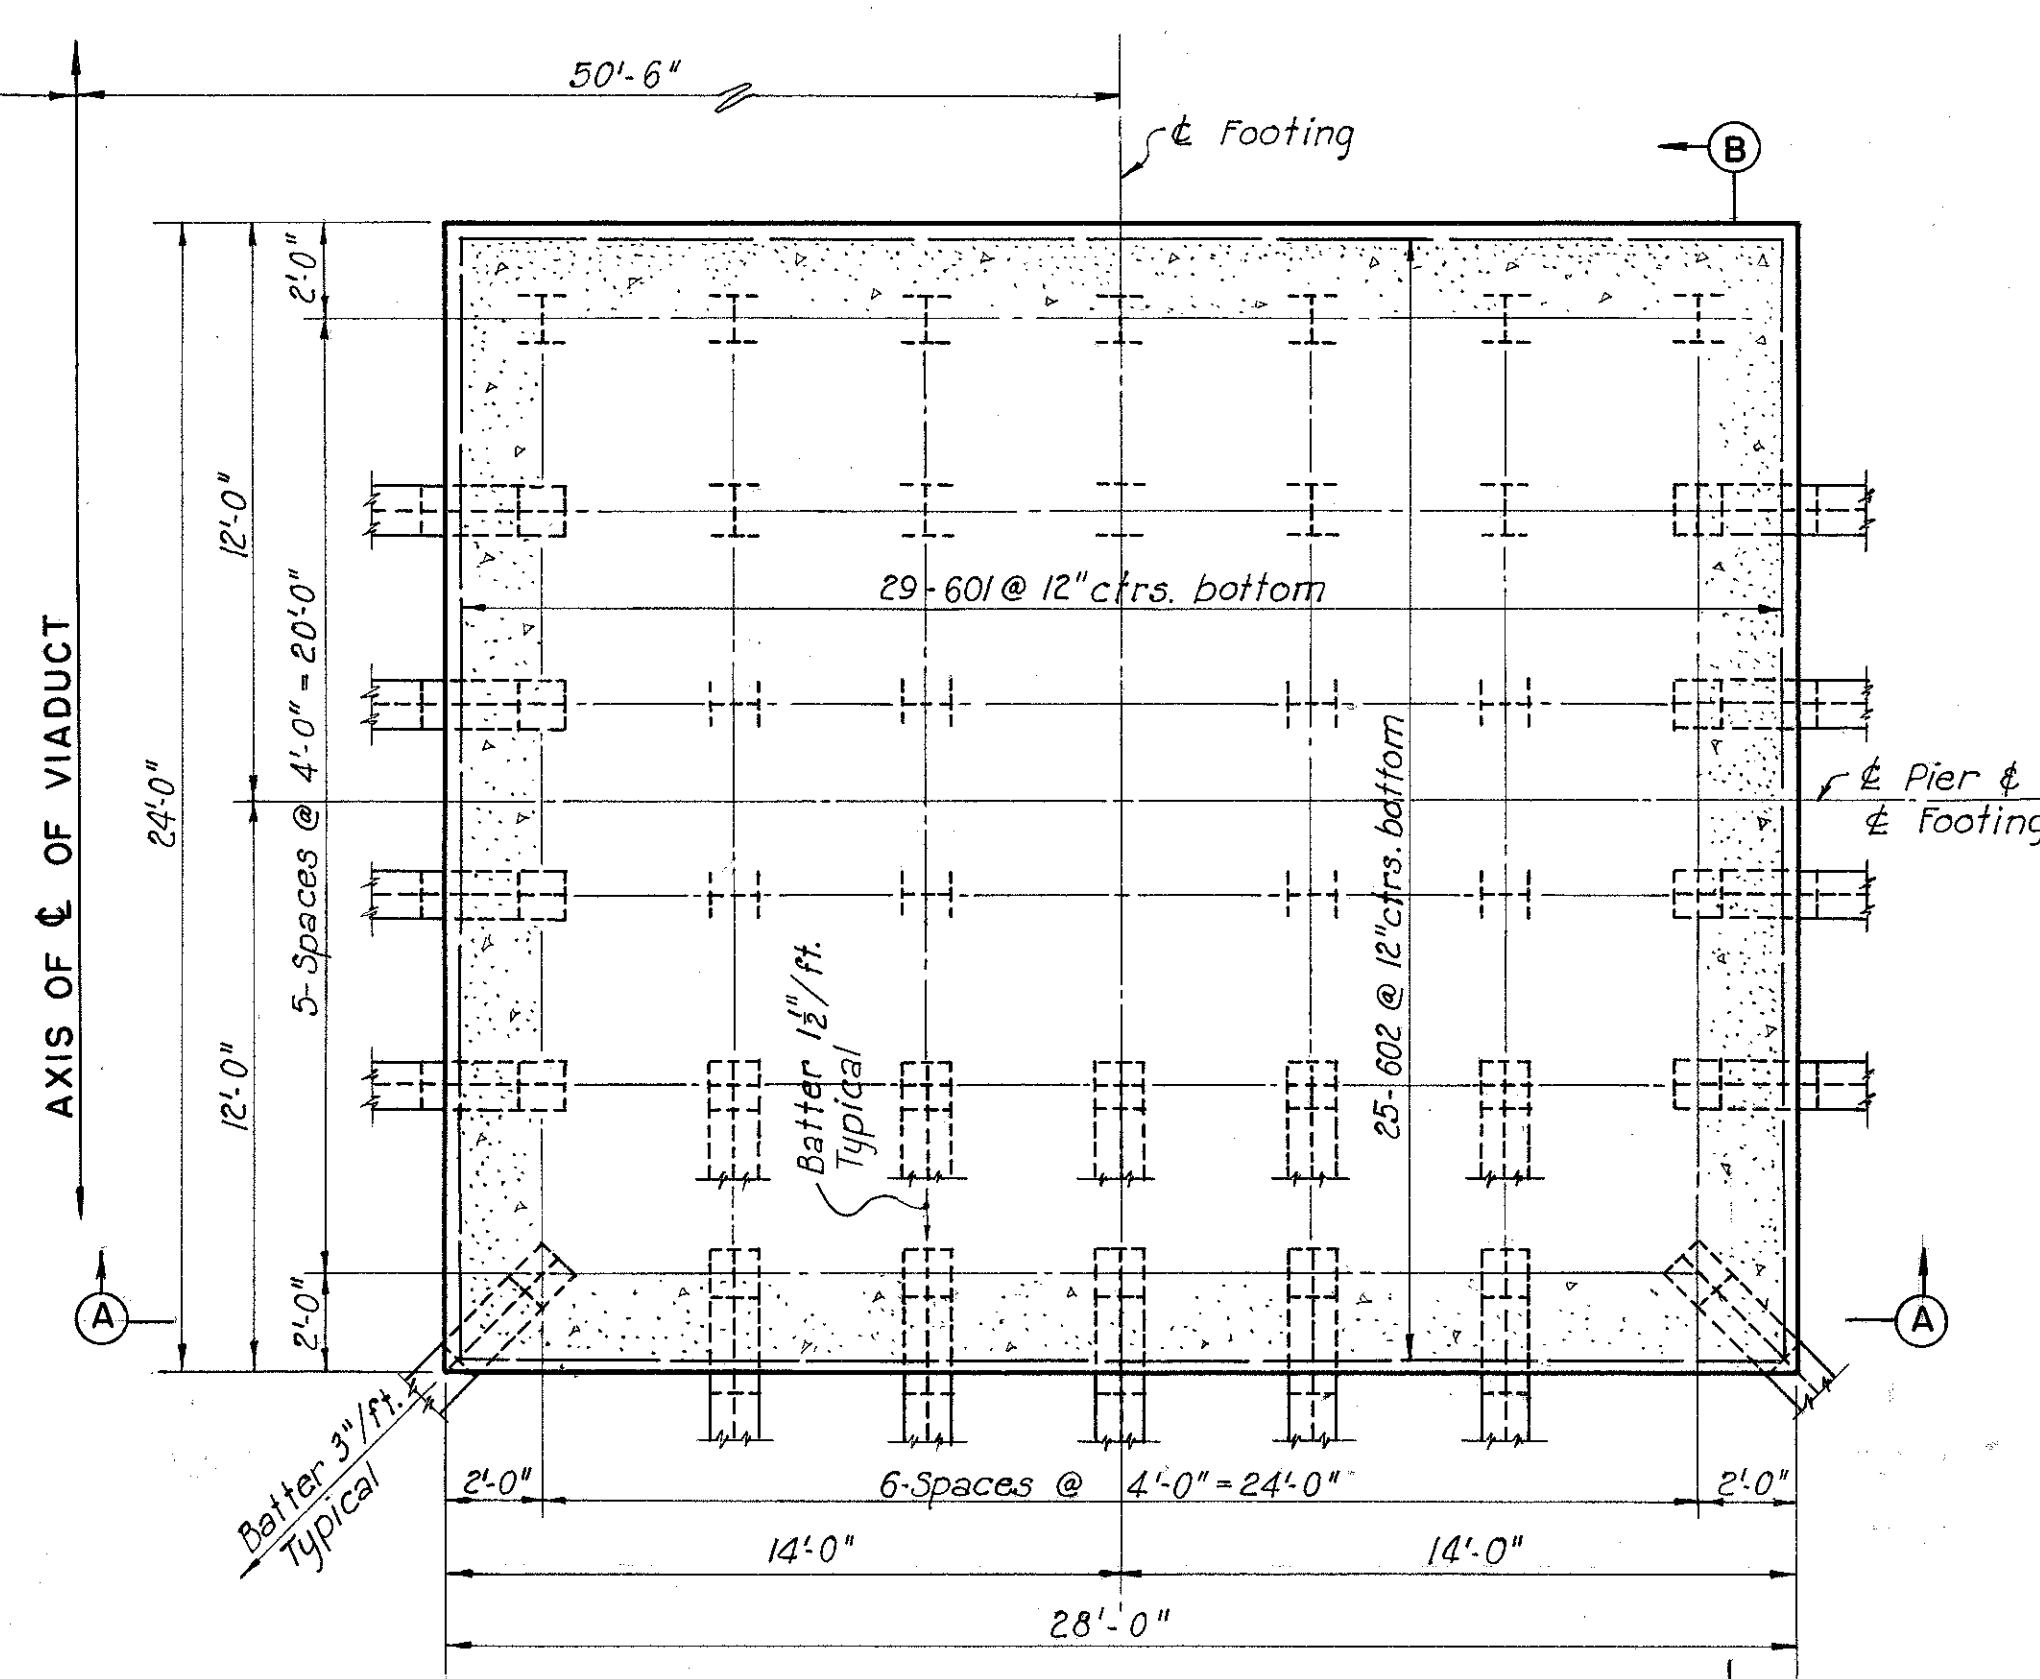 50'-6"
℄ Footing
B
2'-0"
12'-0"
24'-0"
5-Spaces @ 4'-0" = 20'-0"
AXIS OF ℄ OF VIADUCT
29-601 @ 12" ctrs. bottom
25-602 @ 12" ctrs. bottom
℄ Pier &
℄ Footing
12'-0"
Batter 1½"/ft.
Typical
2'-0"
A
A
Batter 3"/ft.
Typical
2'-0"
6-Spaces @ 4'-0" = 24'-0"
2'-0"
14'-0"
14'-0"
28'-0"